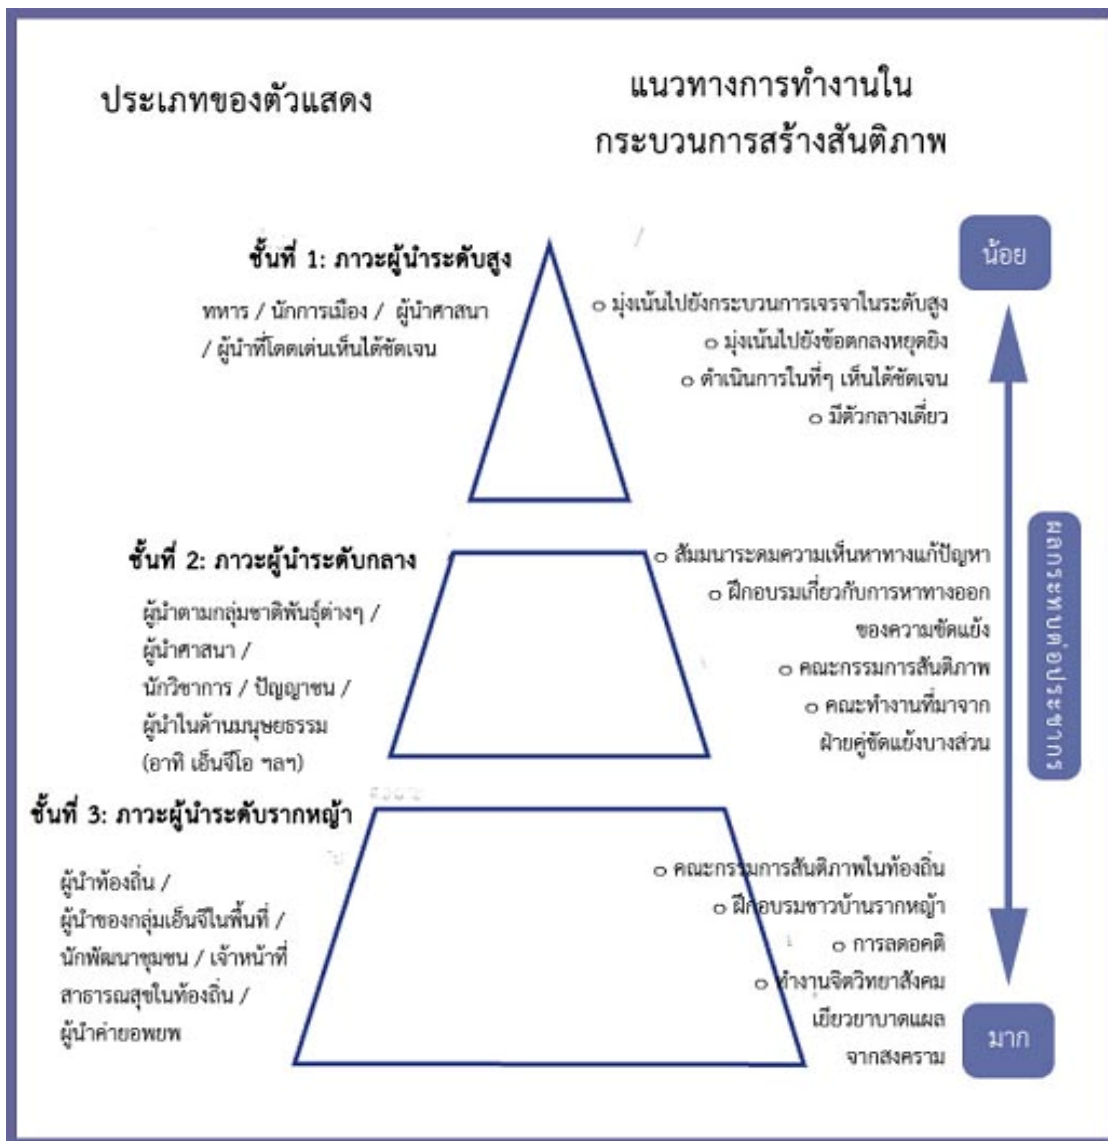 ประเภทของตัวแสดง
แนวทางการทำงานใน
กระบวนการสร้างสันติภาพ
ชั้นที่ 1: ภาวะผู้นำระดับสูง
ทหาร / นักการเมือง / ผู้นำศาสนา
/ ผู้นำที่โดดเด่นเห็นได้ชัดเจน
o มุ่งเน้นไปยังกระบวนการเจรจาในระดับสูง
o มุ่งเน้นไปยังข้อตกลงหยุดยิง
o ดำเนินการในที่ๆ เห็นได้ชัดเจน
o มีตัวกลางเดี่ยว
น้อย
ชั้นที่ 2: ภาวะผู้นำระดับกลาง
ผู้นำตามกลุ่มชาติพันธุ์ต่างๆ /
ผู้นำศาสนา /
นักวิชาการ / ปัญญาชน /
ผู้นำในด้านมนุษยธรรม
(อาทิ เอ็นจีโอ ฯลฯ)
o สัมมนาระดมความเห็นหาทางแก้ปัญหา
o ฝึกอบรมเกี่ยวกับการหาทางออก
ของความขัดแย้ง
o คณะกรรมการสันติภาพ
o คณะทำงานที่มาจาก
ฝ่ายคู่ขัดแย้งบางส่วน
ผลกระทบต่อประชากร
ชั้นที่ 3: ภาวะผู้นำระดับรากหญ้า
ผู้นำท้องถิ่น /
ผู้นำของกลุ่มเอ็นจีในพื้นที่ /
นักพัฒนาชุมชน / เจ้าหน้าที่
สาธารณสุขในท้องถิ่น /
ผู้นำค่ายอพยพ
o คณะกรรมการสันติภาพในท้องถิ่น
o ฝึกอบรมชาวบ้านรากหญ้า
o การลดอคติ
o ทำงานจิตวิทยาสังคม
เยียวยาบาดแผล
จากสงคราม
มาก